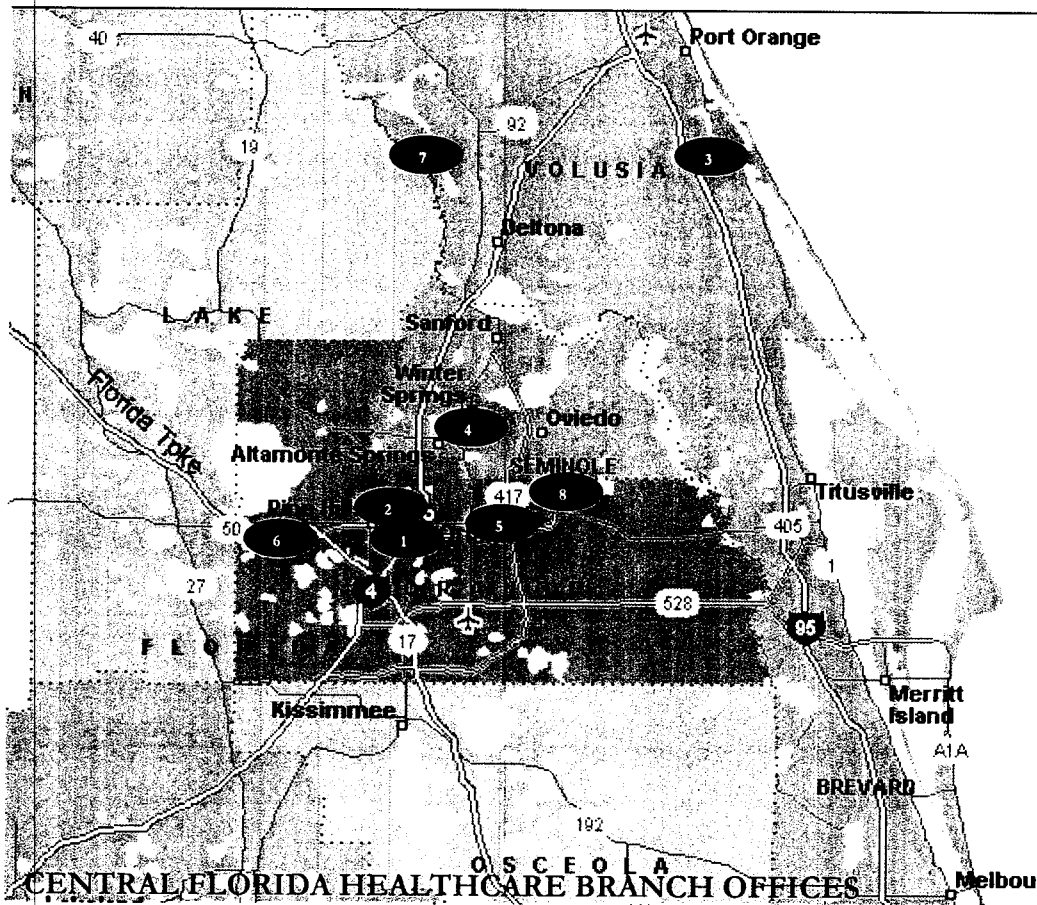 Port Orange
40
N
92
19
7
3
VOLUSIA
Deltona
LAKE
Sanford
Winter
Springs
Florida Tpke
4
Oviedo
Altamonte Springs
SEMINOLE
417
8
Titusville
2
50
5
405
6
1
1
27
4
528
17
95
Kissimmee
Merritt
Island
A1A
BREVARD
192
OSCEOLA
CENTRAL FLORIDA HEALTHCARE BRANCH OFFICES
Melbou